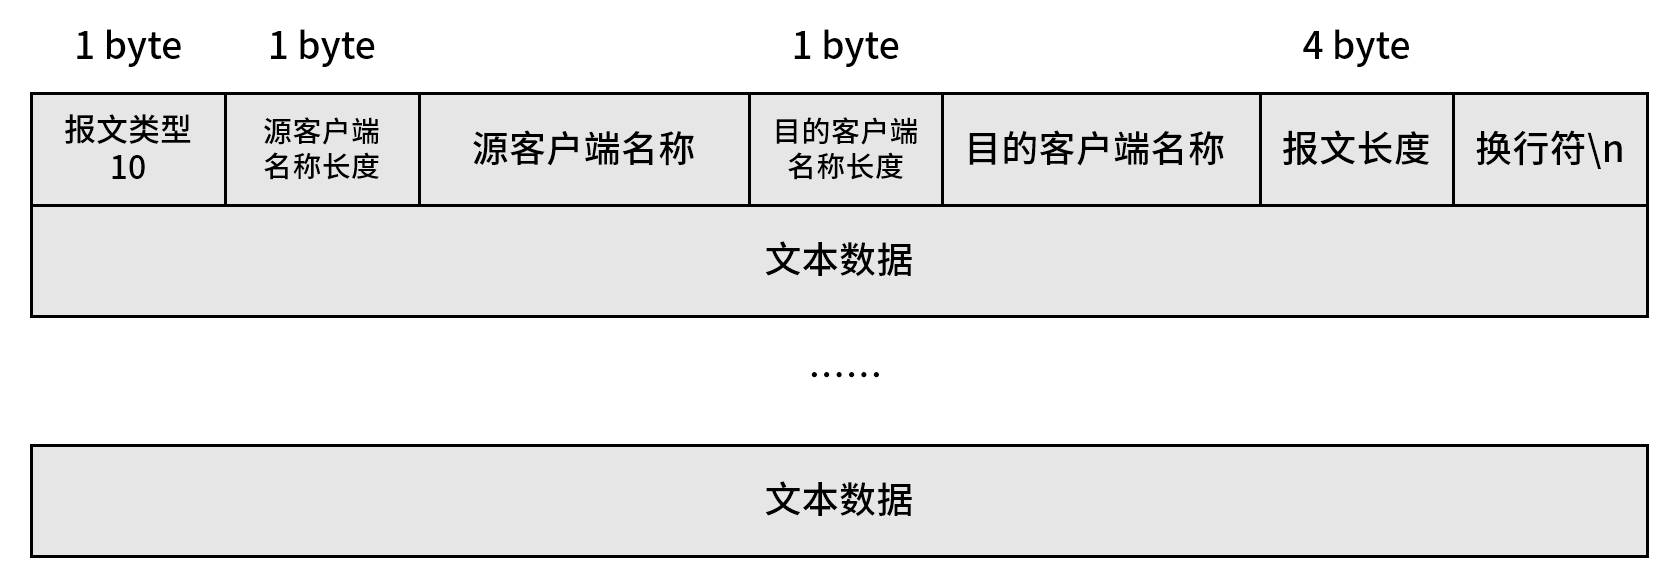 1 byte 1 byte 1 byte 4 byte
报文类型
10
源客户端
名称长度
源客户端名称
目的客户端
名称长度
目的客户端名称
报文长度
换行符\n
文本数据
......
文本数据